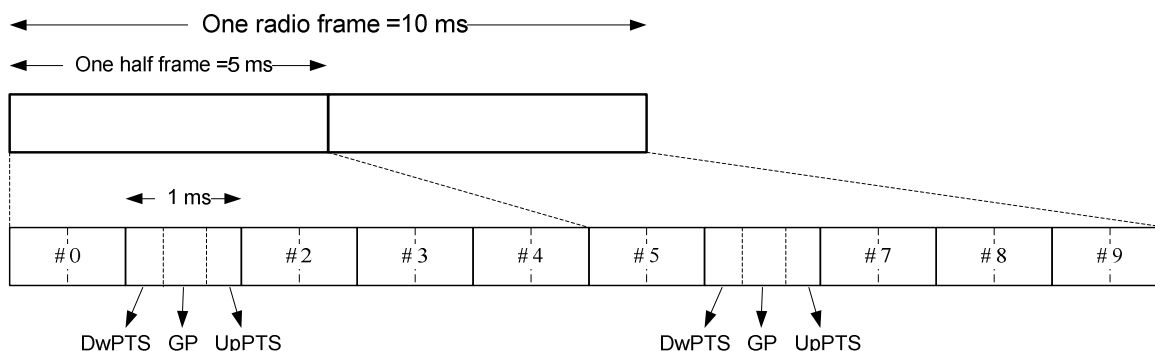 One radio frame =10 ms
One half frame =5 ms
1 ms
#0 #2 #3 #4 #5 #7 #8 #9
DwPTS GP UpPTS DwPTS GP UpPTS